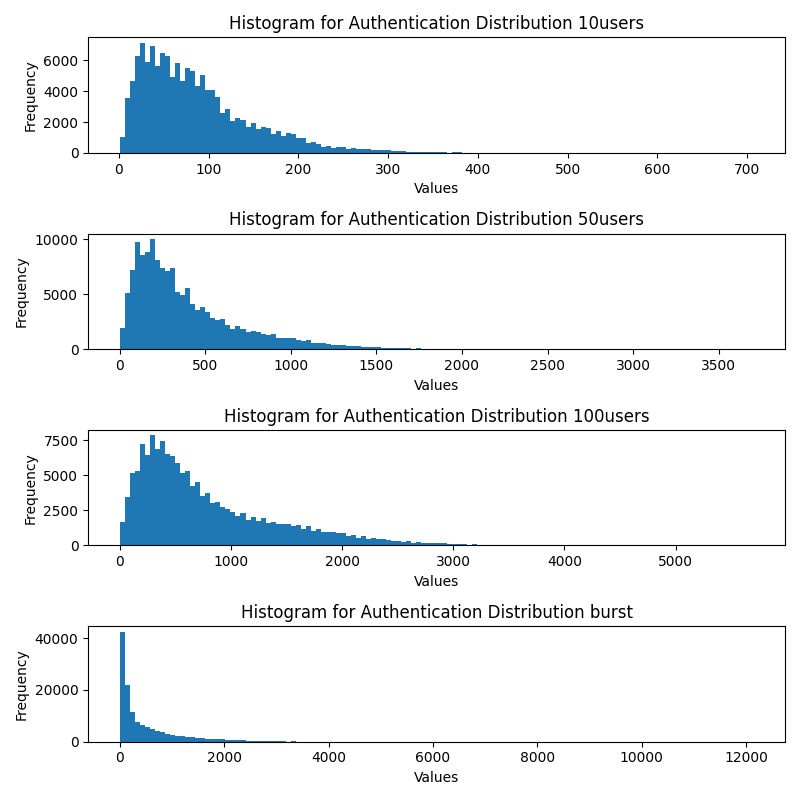 Histogram for Authentication Distribution 10users
6000
4000
2000
0
Frequency
0 100 200 300 400 500 600 700
Values
Histogram for Authentication Distribution 50users
10000
5000
0
Frequency
0 500 1000 1500 2000 2500 3000 3500
Values
Histogram for Authentication Distribution 100users
7500
5000
2500
0
Frequency
0 1000 2000 3000 4000 5000
Values
Histogram for Authentication Distribution burst
40000
20000
0
Frequency
0 2000 4000 6000 8000 10000 12000
Values